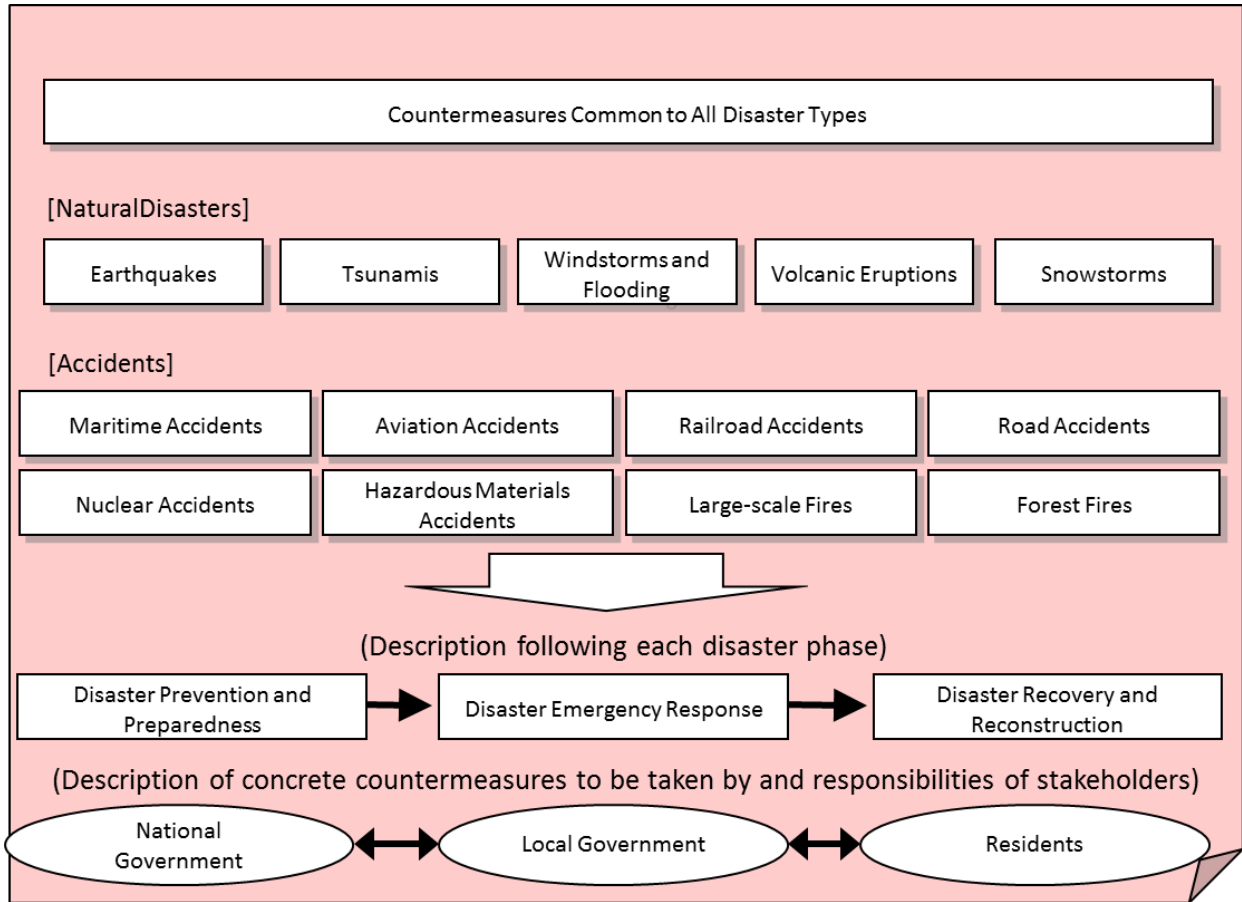 Countermeasures Common to All Disaster Types
[NaturalDisasters]
Earthquakes
Tsunamis
Windstorms and
Flooding
Volcanic Eruptions
Snowstorms
[Accidents]
Maritime Accidents
Aviation Accidents
Railroad Accidents
Road Accidents
Nuclear Accidents
Hazardous Materials
Accidents
Large-scale Fires
Forest Fires
(Description following each disaster phase)
Disaster Prevention and
Preparedness
Disaster Emergency Response
Disaster Recovery and
Reconstruction
(Description of concrete countermeasures to be taken by and responsibilities of stakeholders)
National
Government
Local Government
Residents